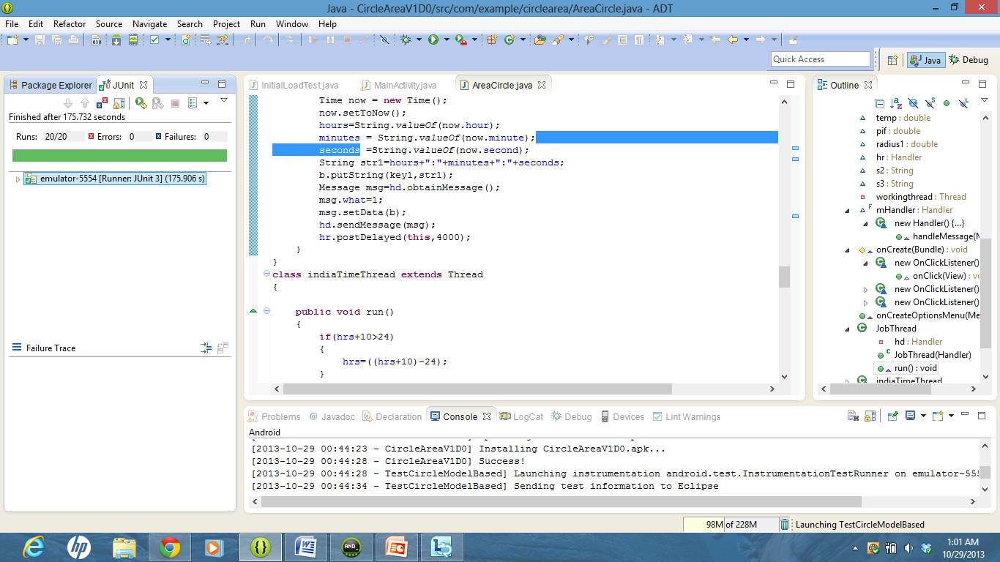 Java - CircleAreaV1D0/src/com/example/circlearea/AreaCircle.java - ADT
File Edit Refactor Source Navigate Search Project Run Window Help
Quick Access
Java
Debug
Package Explorer
JUnit
Finished after 175.732 seconds
Runs: 20/20 Errors: 0 Failures: 0
emulator-5554 [Runner: JUnit 3] (175.906 s)
Failure Trace
InitialLoadTest.java
MainActivity.java
AreaCircle.java
Time now = new Time();
now.setToNow();
hours=String.valueOf(now.hour);
minutes = String.valueOf(now.minute);
seconds =String.valueOf(now.second);
String str1=hours+":"+minutes+":"+seconds;
b.putString(key1,str1);
Message msg=hd.obtainMessage();
msg.what=1;
msg.setData(b);
hd.sendMessage(msg);
hr.postDelayed(this,4000);
}
}
class indiaTimeThread extends Thread
{
public void run()
{
if(hrs+10>24)
{
hrs=((hrs+10)-24);
}
Outline
temp : double
pif : double
radius1 : double
hr : Handler
s2 : String
s3 : String
workingthread : Thread
mHandler : Handler
new Handler() {...}
handleMessage(M
onCreate(Bundle) : void
new OnClickListener()
onClick(View) : vo
new OnClickListener()
new OnClickListener()
onCreateOptionsMenu(Me
JobThread
hd : Handler
JobThread(Handler)
run() : void
indiaTimeThread
Problems
@ Javadoc
Declaration
Console
LogCat
Debug
Devices
Lint Warnings
Android
[2013-10-29 00:44:23 - CircleAreaV1D0] Installing CircleAreaV1D0.apk...
[2013-10-29 00:44:28 - CircleAreaV1D0] Success!
[2013-10-29 00:44:28 - TestCircleModelBased] Launching instrumentation android.test.InstrumentationTestRunner on emulator-555
[2013-10-29 00:44:34 - TestCircleModelBased] Sending test information to Eclipse
98M of 228M
Launching TestCircleModelBased
1:01 AM
10/29/2013